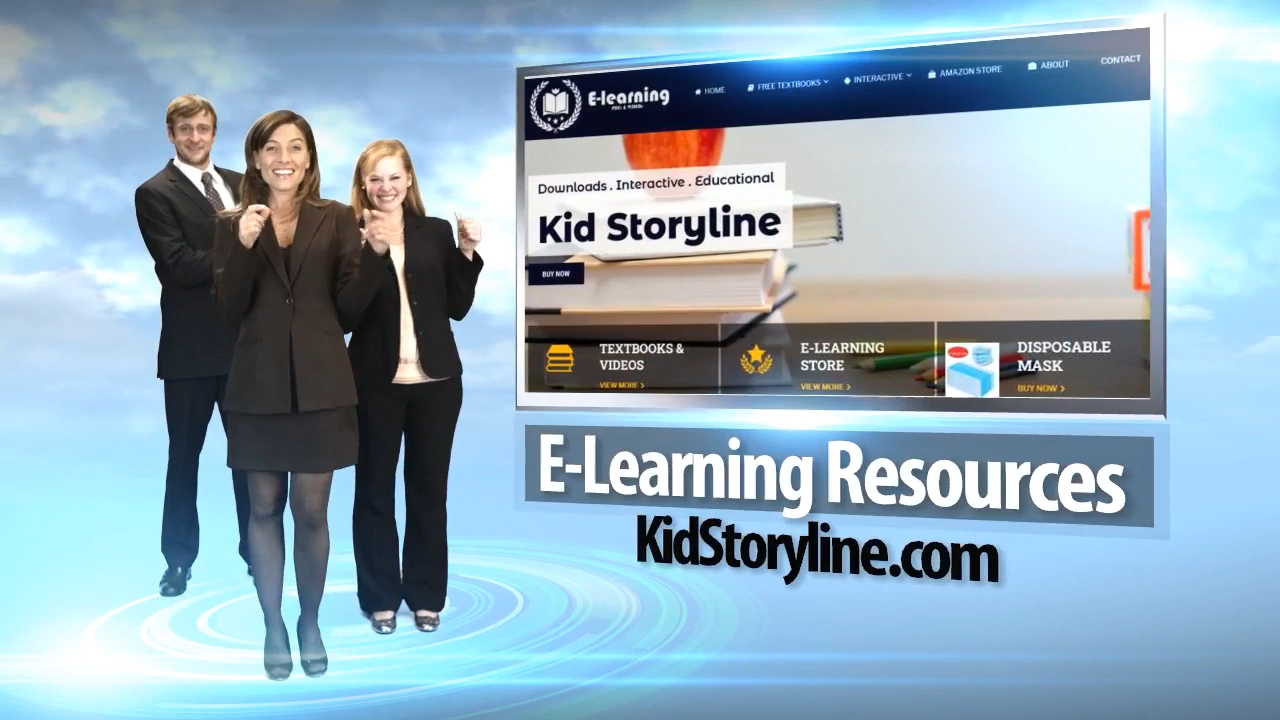 E-learning
HOME
FREE TEXTBOOKS
INTERACTIVE
AMAZON STORE
ABOUT
CONTACT
Downloads . Interactive . Educational
Kid Storyline
BUY NOW
TEXTBOOKS &
VIDEOS
VIEW MORE >
E-LEARNING
STORE
VIEW MORE >
DISPOSABLE
MASK
BUY NOW >
E-Learning Resources
KidStoryline.com